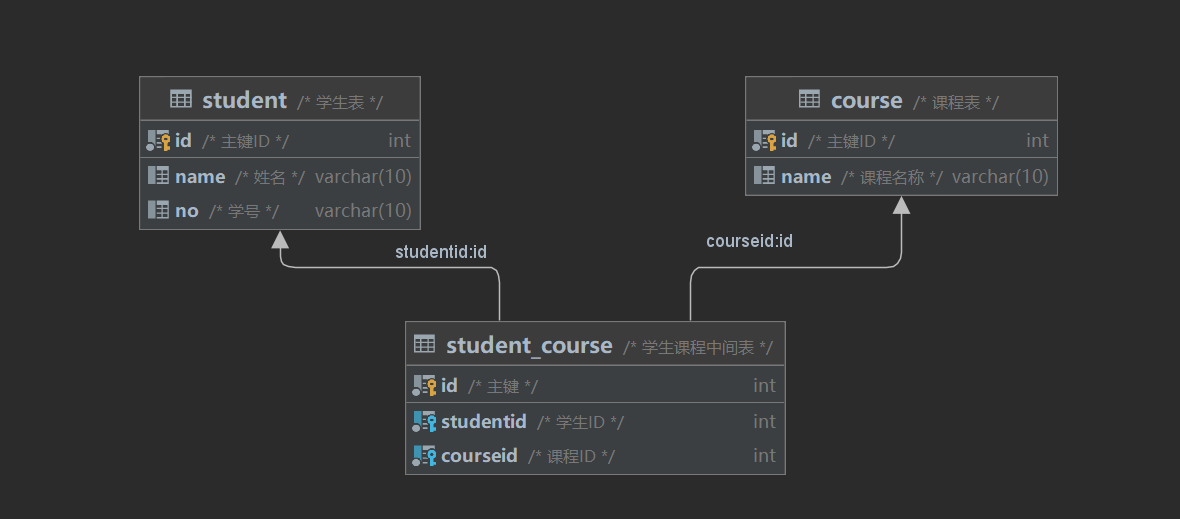 student /* 学生表 */
id /* 主键ID */ int
name /* 姓名 */ varchar(10)
no /* 学号 */ varchar(10)
course /* 课程表 */
id /* 主键ID */ int
name /* 课程名称 */ varchar(10)
studentid:id
courseid:id
student_course /* 学生课程中间表 */
id /* 主键 */ int
studentid /* 学生ID */ int
courseid /* 课程ID */ int